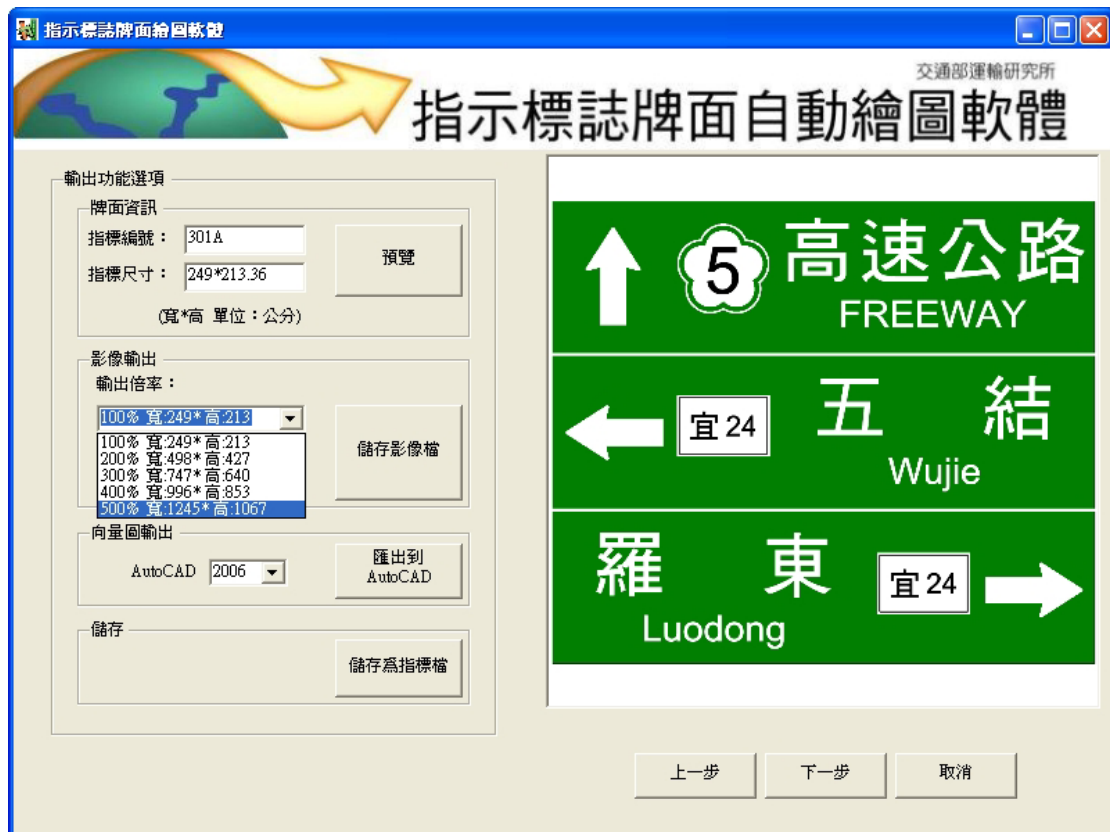 指示標誌牌面繪圖軟體
交通部運輸研究所
指示標誌牌面自動繪圖軟體
輸出功能選項
牌面資訊
指標編號： 301A
預覽
指標尺寸： 249*213.36
(寬*高 單位：公分)
影像輸出
輸出倍率：
100% 寬:249* 高:213
100% 寬:249* 高:213
200% 寬:498* 高:427
300% 寬:747* 高:640
400% 寬:996* 高:853
500% 寬:1245* 高:1067
儲存影像檔
向量圖輸出
AutoCAD 2006
匯出到
AutoCAD
儲存
儲存為指標檔
5 高速公路
FREEWAY
宜 24 五 結
Wujie
羅 東 宜 24
Luodong
上一步 下一步 取消